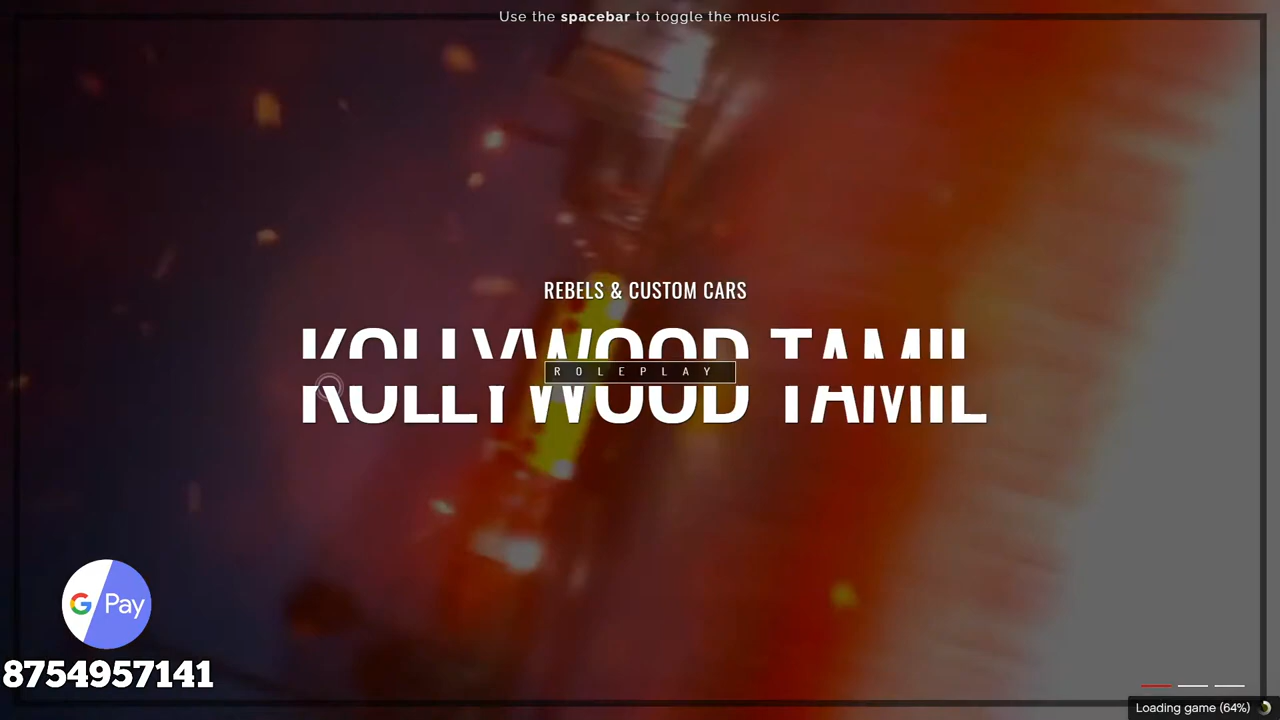 Use the spacebar to toggle the music
REBELS & CUSTOM CARS
KOLLYWOOD TAMIL
ROLEPLAY
G Pay
8754957141
Loading game (64%)